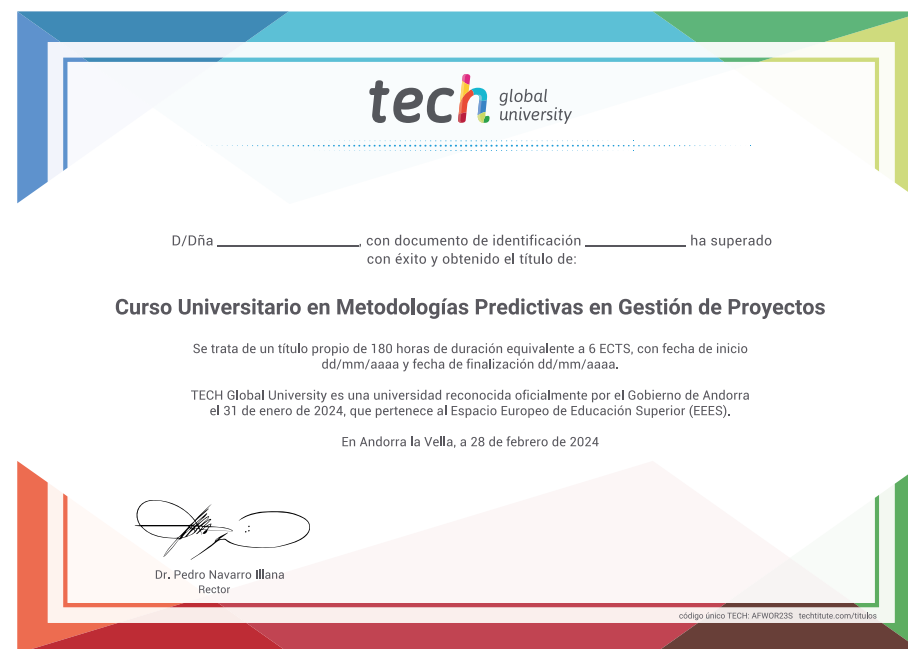 tech global university
D/Dña ______________, con documento de identificación __________ ha superado
con éxito y obtenido el título de:
Curso Universitario en Metodologías Predictivas en Gestión de Proyectos
Se trata de un título propio de 180 horas de duración equivalente a 6 ECTS, con fecha de inicio
dd/mm/aaaa y fecha de finalización dd/mm/aaaa.
TECH Global University es una universidad reconocida oficialmente por el Gobierno de Andorra
el 31 de enero de 2024, que pertenece al Espacio Europeo de Educación Superior (EEES).
En Andorra la Vella, a 28 de febrero de 2024
Dr. Pedro Navarro Illana
Rector
código único TECH: AFWOR23S techtitute.com/titulos